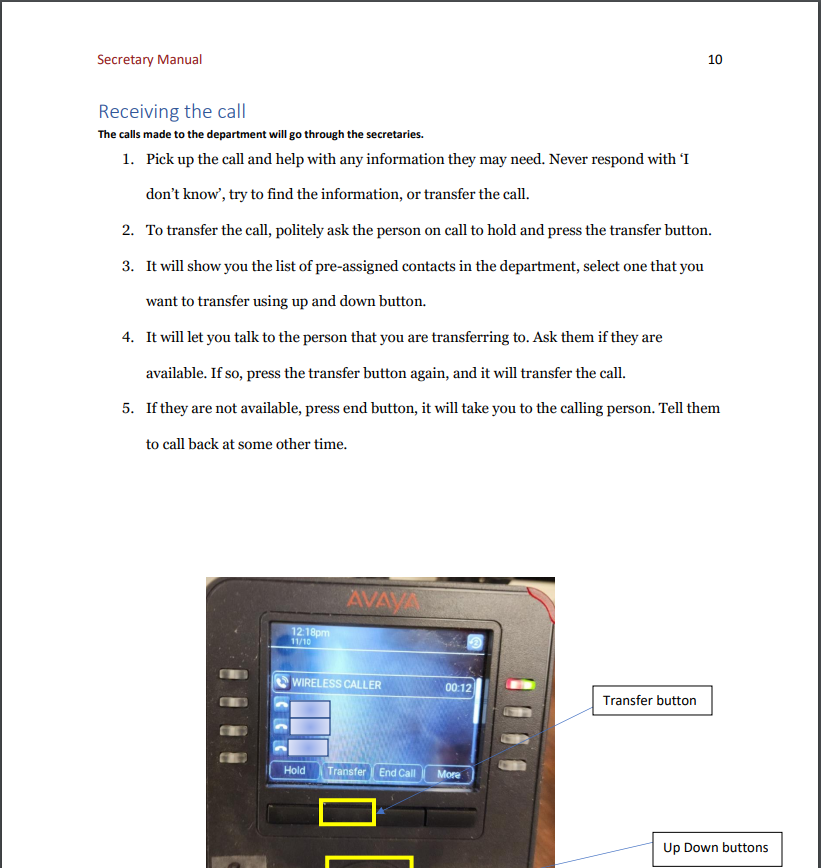 Secretary Manual 10
Receiving the call
The calls made to the department will go through the secretaries.
1. Pick up the call and help with any information they may need. Never respond with ‘I
don’t know’, try to find the information, or transfer the call.
2. To transfer the call, politely ask the person on call to hold and press the transfer button.
3. It will show you the list of pre-assigned contacts in the department, select one that you
want to transfer using up and down button.
4. It will let you talk to the person that you are transferring to. Ask them if they are
available. If so, press the transfer button again, and it will transfer the call.
5. If they are not available, press end button, it will take you to the calling person. Tell them
to call back at some other time.
AVAYA
12:18pm
11/10
WIRELESS CALLER 00:12
Transfer button
Hold Transfer End Call More
Up Down buttons